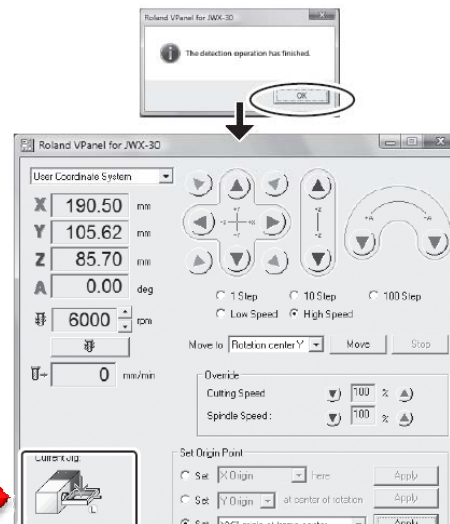 Roland VPanel for JWX-30
The detection operation has finished.
OK
Roland VPanel for JWX-30
User Coordinate System
X 190.50 mm
Y 105.62 mm
Z 85.70 mm
A 0.00 deg
6000 rpm
0 mm/min
+Y
-X +X
-Y
+Z
-Z
+A -A
1 Step 10 Step 100 Step
Low Speed High Speed
Move to Rotation center Y Move Stop
Override
Cutting Speed 100 %
Spindle Speed : 100 %
Current Jig:
L
Set Origin Point
Set X Origin here Apply
Set Y Origin at center of rotation Apply
Set Apply